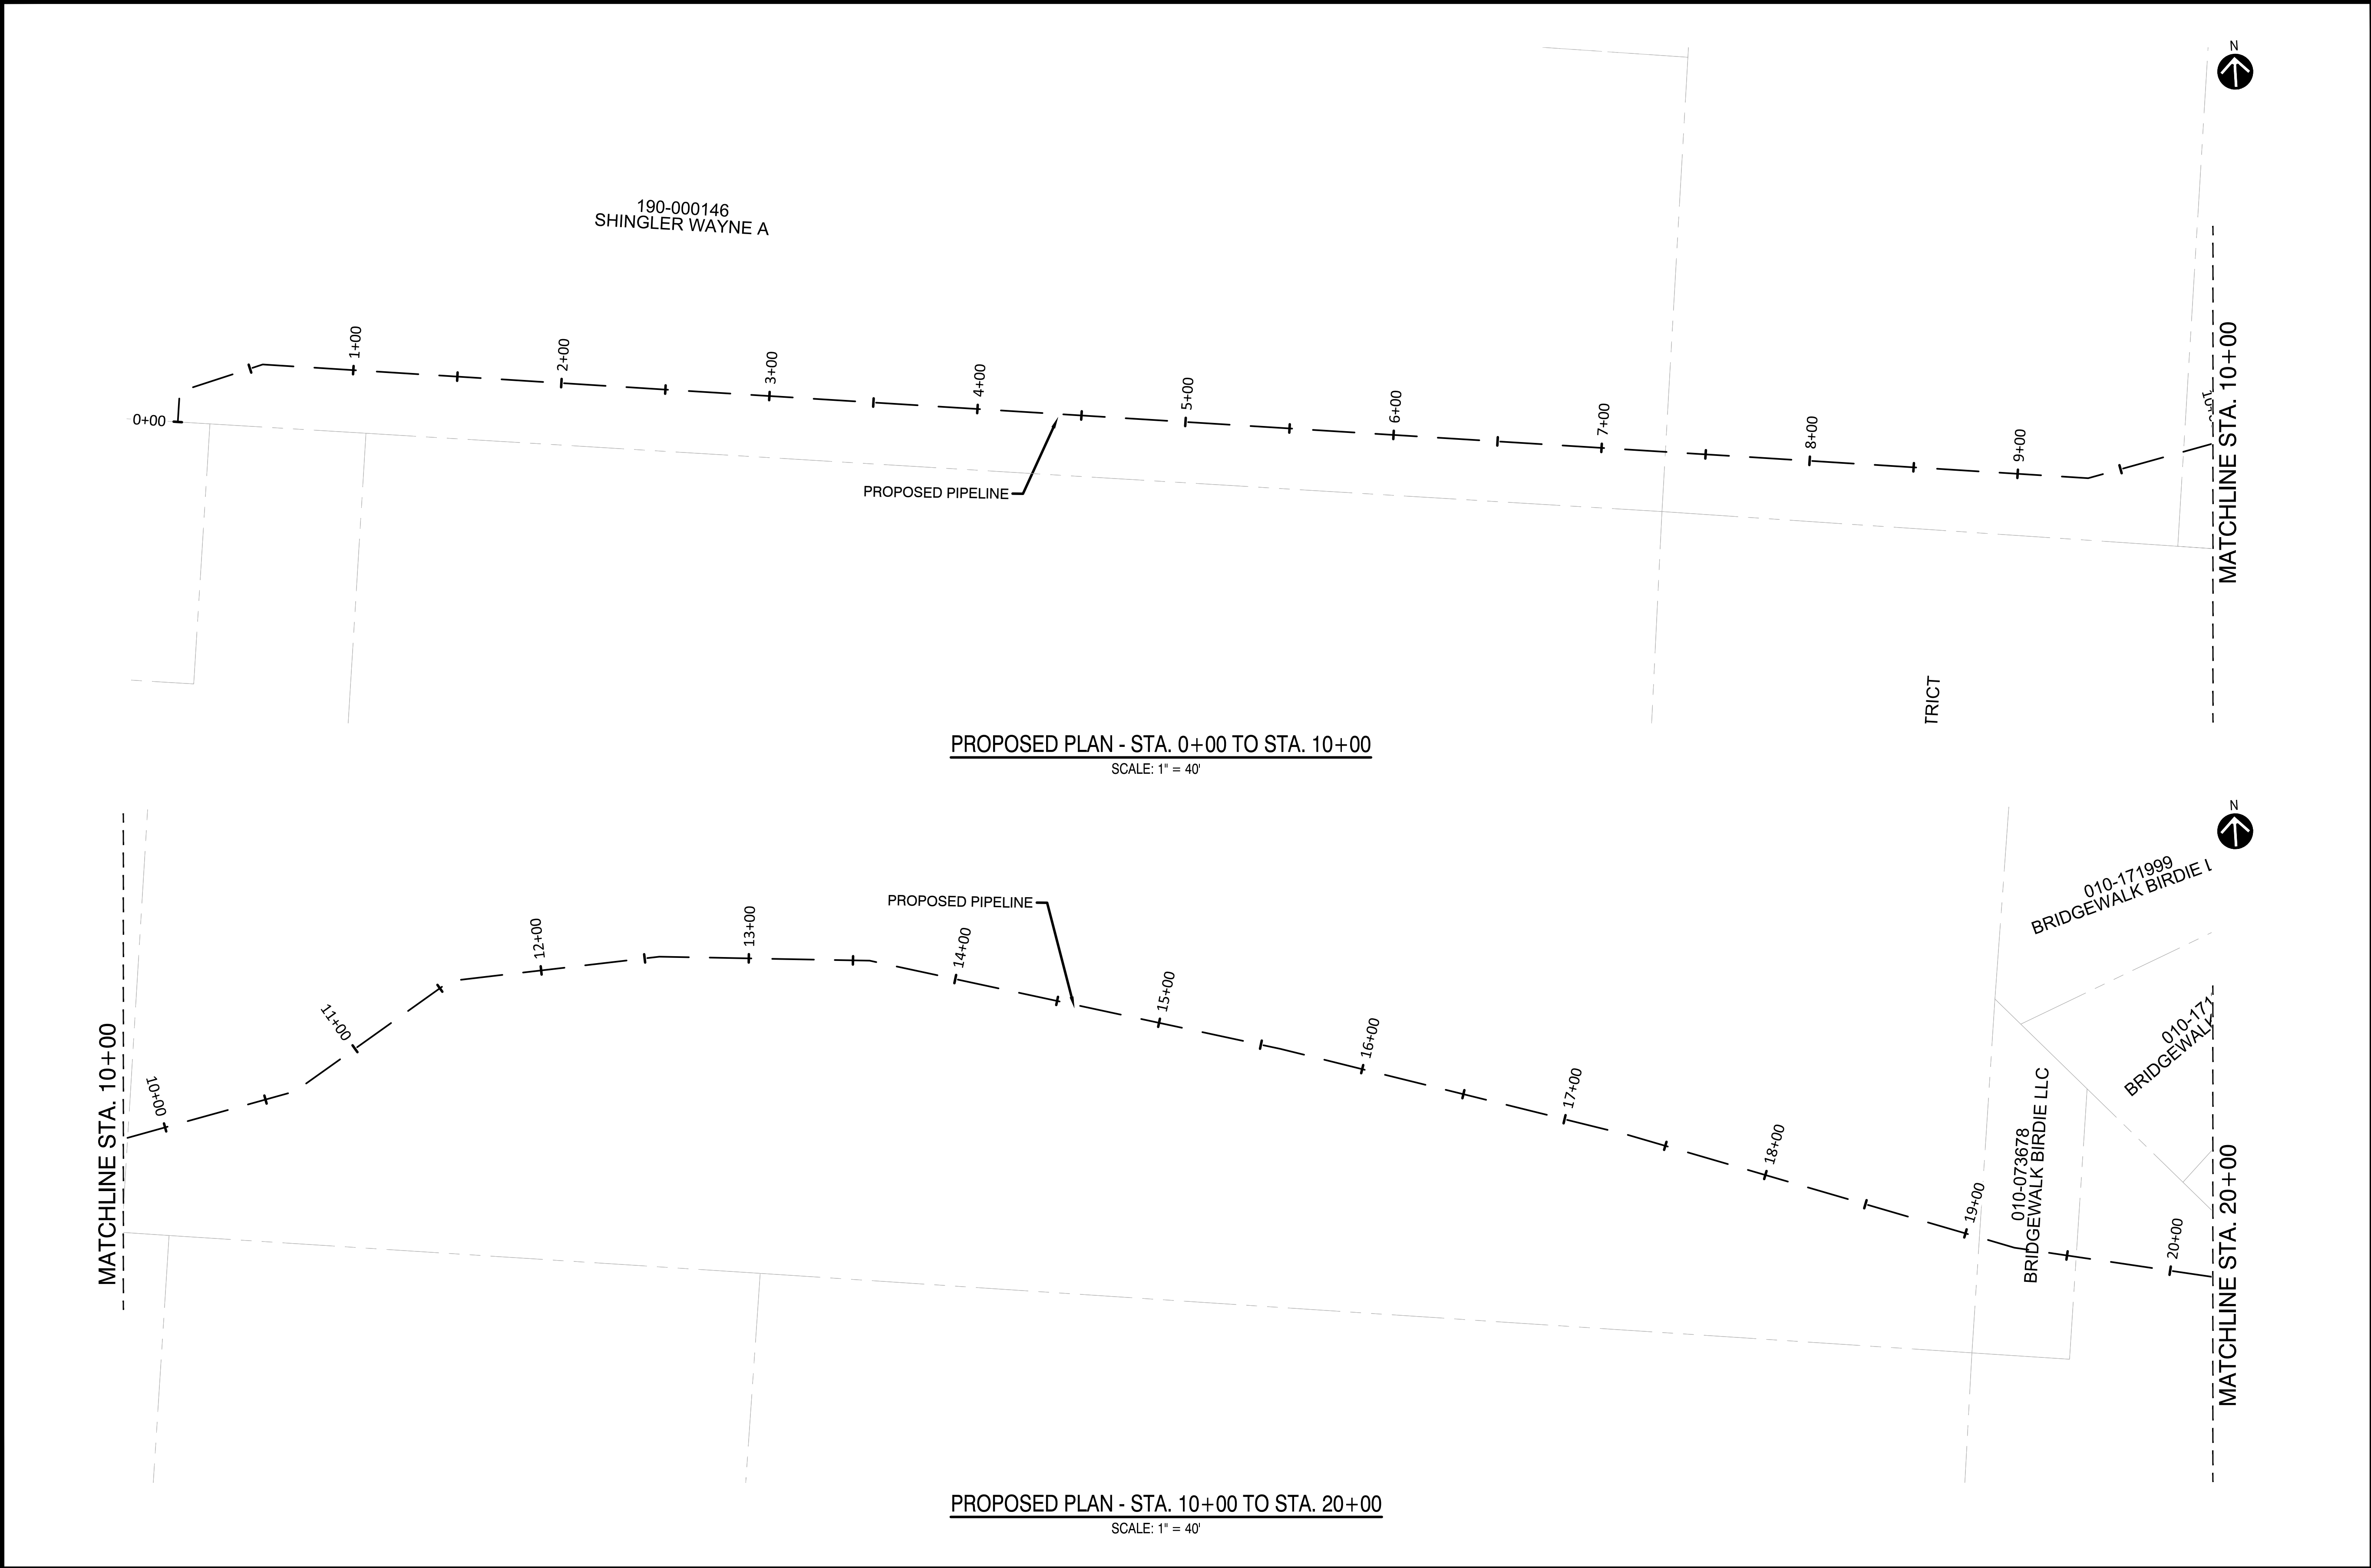 N
190-000146
SHINGLER WAYNE A
0+00
1+00
2+00
3+00
4+00
5+00
6+00
7+00
8+00
9+00
MATCHLINE STA. 10+00
PROPOSED PIPELINE
TRICT
PROPOSED PLAN - STA. 0+00 TO STA. 10+00
SCALE: 1" = 40'
N
MATCHLINE STA. 10+00
10+00
11+00
12+00
13+00
PROPOSED PIPELINE
14+00
15+00
16+00
17+00
18+00
19+00
20+00
010-171999
BRIDGEWALK BIRDIE
010-171
BRIDGEWALK
010-073678
BRIDGEWALK BIRDIE LLC
MATCHLINE STA. 20+00
PROPOSED PLAN - STA. 10+00 TO STA. 20+00
SCALE: 1" = 40'